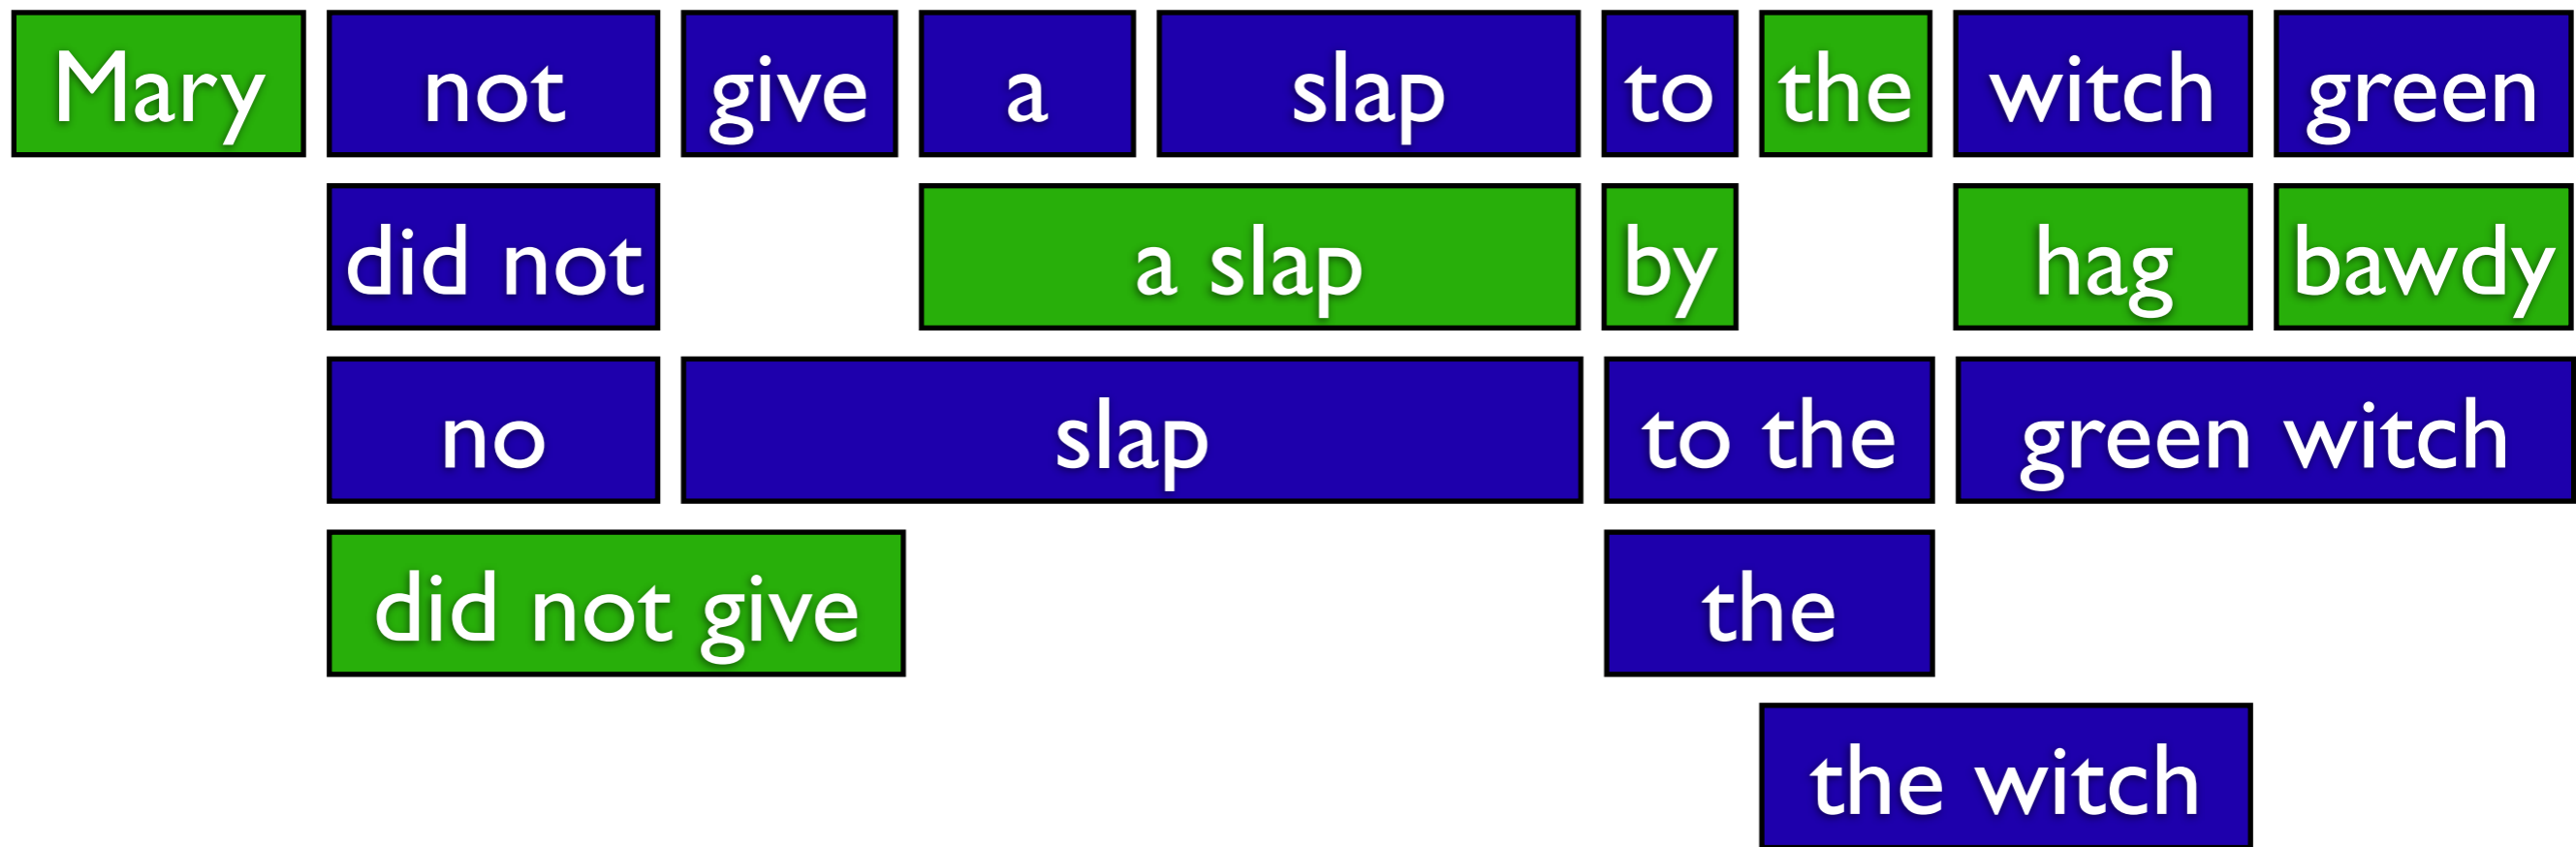 Mary not give a slap to the witch green
did not a slap by hag bawdy
no slap to the green witch
did not give the
the witch